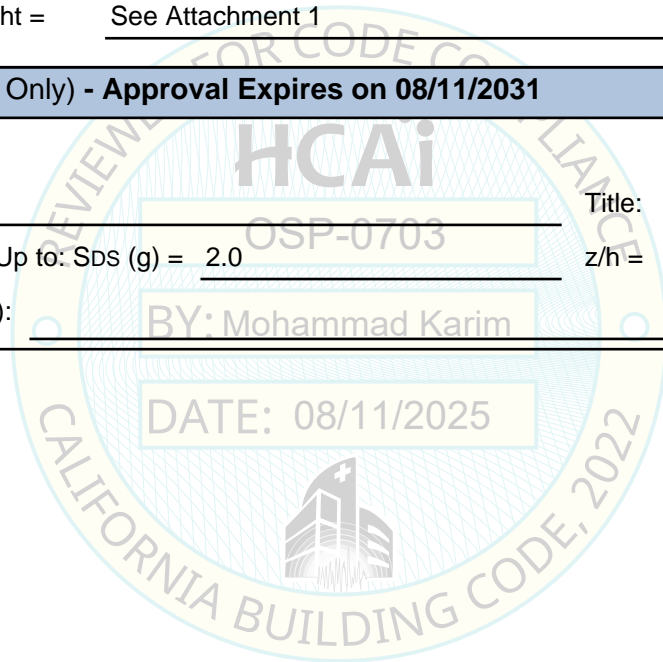 ht = See Attachment 1
Only) - Approval Expires on 08/11/2031
REVIEWED FOR CODE COMPLIANCE
HCAi
Title:
OSP-0703
Up to: SDS (g) = 2.0 z/h =
):
BY: Mohammad Karim
DATE: 08/11/2025
CALIFORNIA BUILDING CODE, 2022